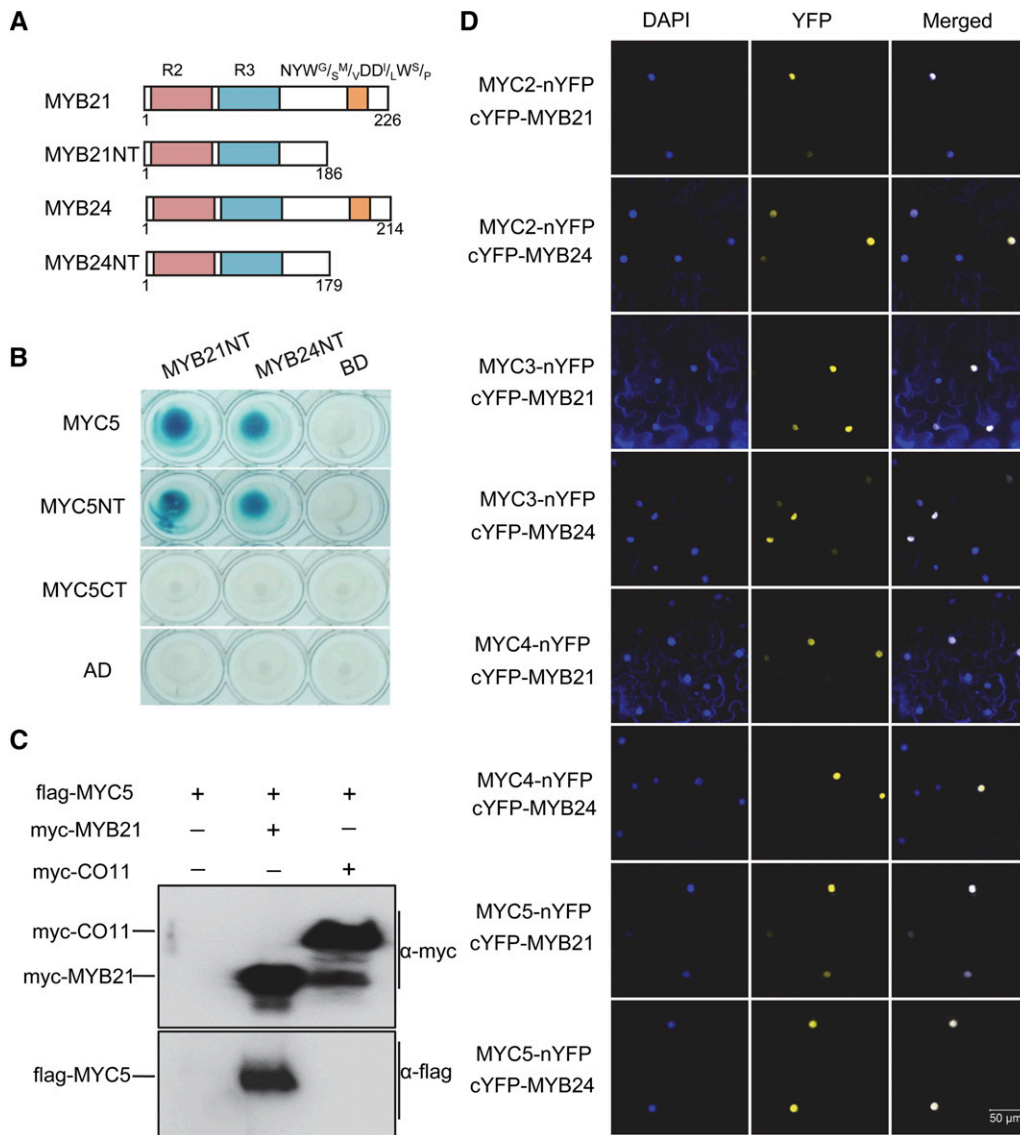 A
R2 R3 NYWG/SM/VDDI/LWS/P
MYB21
1 226
MYB21NT
1 186
MYB24
1 214
MYB24NT
1 179
B
MYB21NT MYB24NT BD
MYC5
MYC5NT
MYC5CT
AD
C
flag-MYC5 + + +
myc-MYB21 – + –
myc-CO11 – – +
myc-CO11
myc-MYB21
α-myc
flag-MYC5
α-flag
D
DAPI YFP Merged
MYC2-nYFP
cYFP-MYB21
MYC2-nYFP
cYFP-MYB24
MYC3-nYFP
cYFP-MYB21
MYC3-nYFP
cYFP-MYB24
MYC4-nYFP
cYFP-MYB21
MYC4-nYFP
cYFP-MYB24
MYC5-nYFP
cYFP-MYB21
MYC5-nYFP
cYFP-MYB24
50 µm